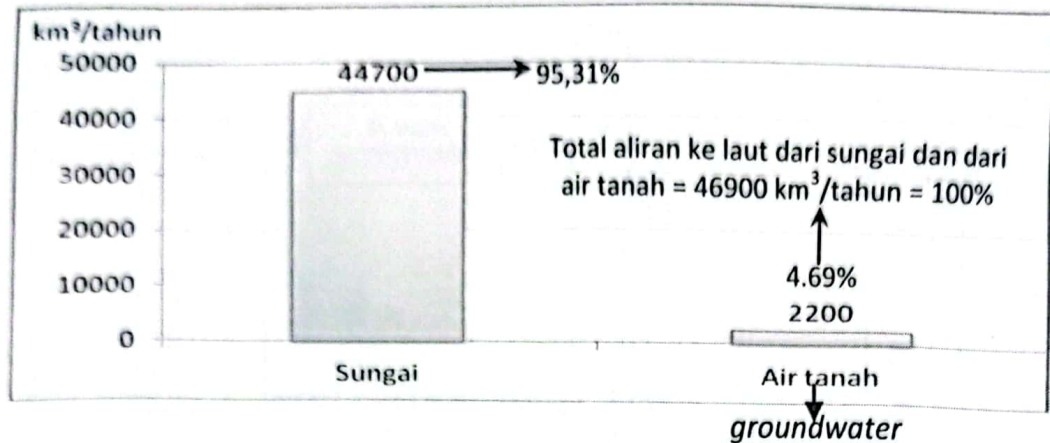 km³/tahun
50000
44700
95,31%
40000
30000
Total aliran ke laut dari sungai dan dari
air tanah = 46900 km³/tahun = 100%
20000
10000
4.69%
2200
0
Sungai
Air tanah
groundwater